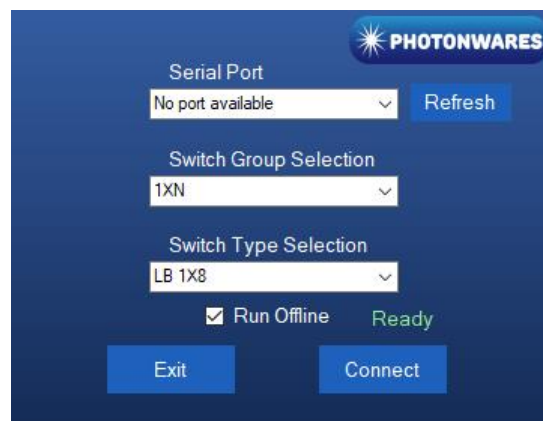 PHOTONWARES
Serial Port
No port available
Refresh
Switch Group Selection
1XN
Switch Type Selection
LB 1X8
Run Offline
Ready
Exit
Connect